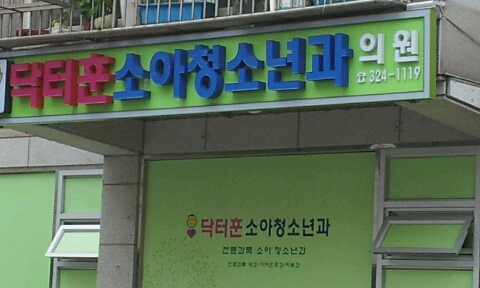 닥터훈 소아청소년과 의원
☎ 324-1119
닥터훈 소아청소년과
전문과목 소아 청소년과